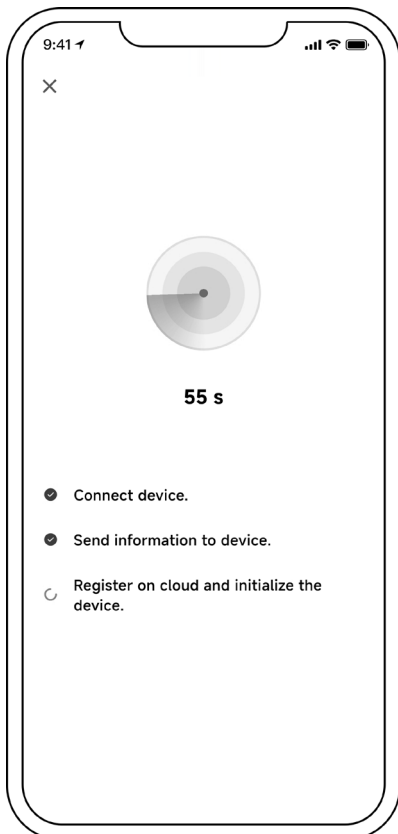 9:41
55 s
Connect device.
Send information to device.
Register on cloud and initialize the
device.